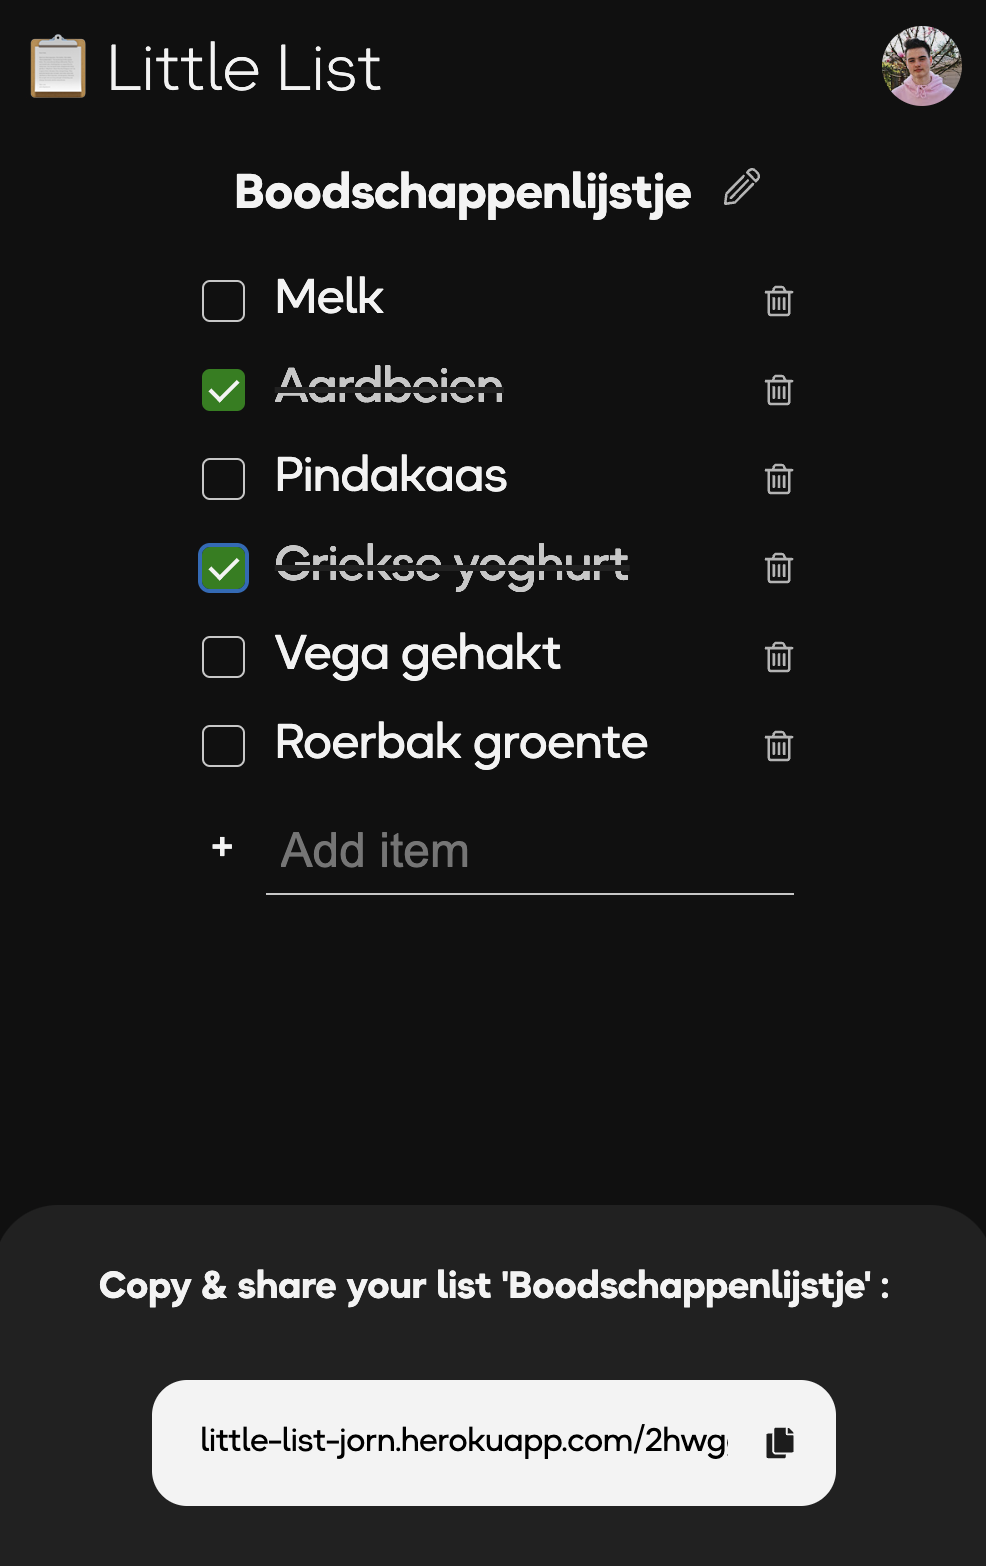 Little List
Boodschappenlijstje
Melk
Aardbeien
Pindakaas
Griekse yoghurt
Vega gehakt
Roerbak groente
+ Add item
Copy & share your list 'Boodschappenlijstje' :
little-list-jorn.herokuapp.com/2hwg